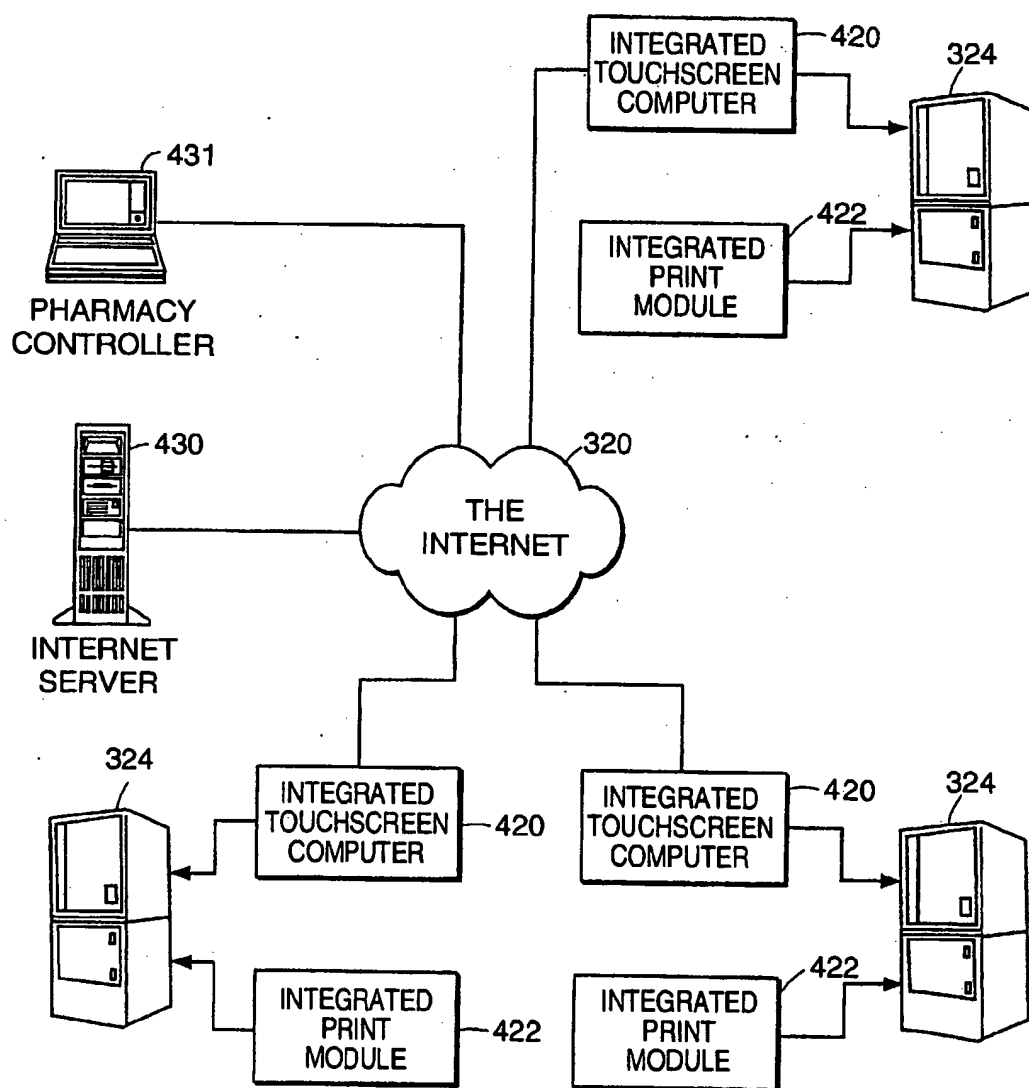 INTEGRATED
TOUCHSCREEN
COMPUTER
420
324
431
PHARMACY
CONTROLLER
422
INTEGRATED
PRINT
MODULE
430
INTERNET
SERVER
320
THE
INTERNET
324
INTEGRATED
TOUCHSCREEN
COMPUTER
420
INTEGRATED
TOUCHSCREEN
COMPUTER
420
324
INTEGRATED
PRINT
MODULE
422
INTEGRATED
PRINT
MODULE
422